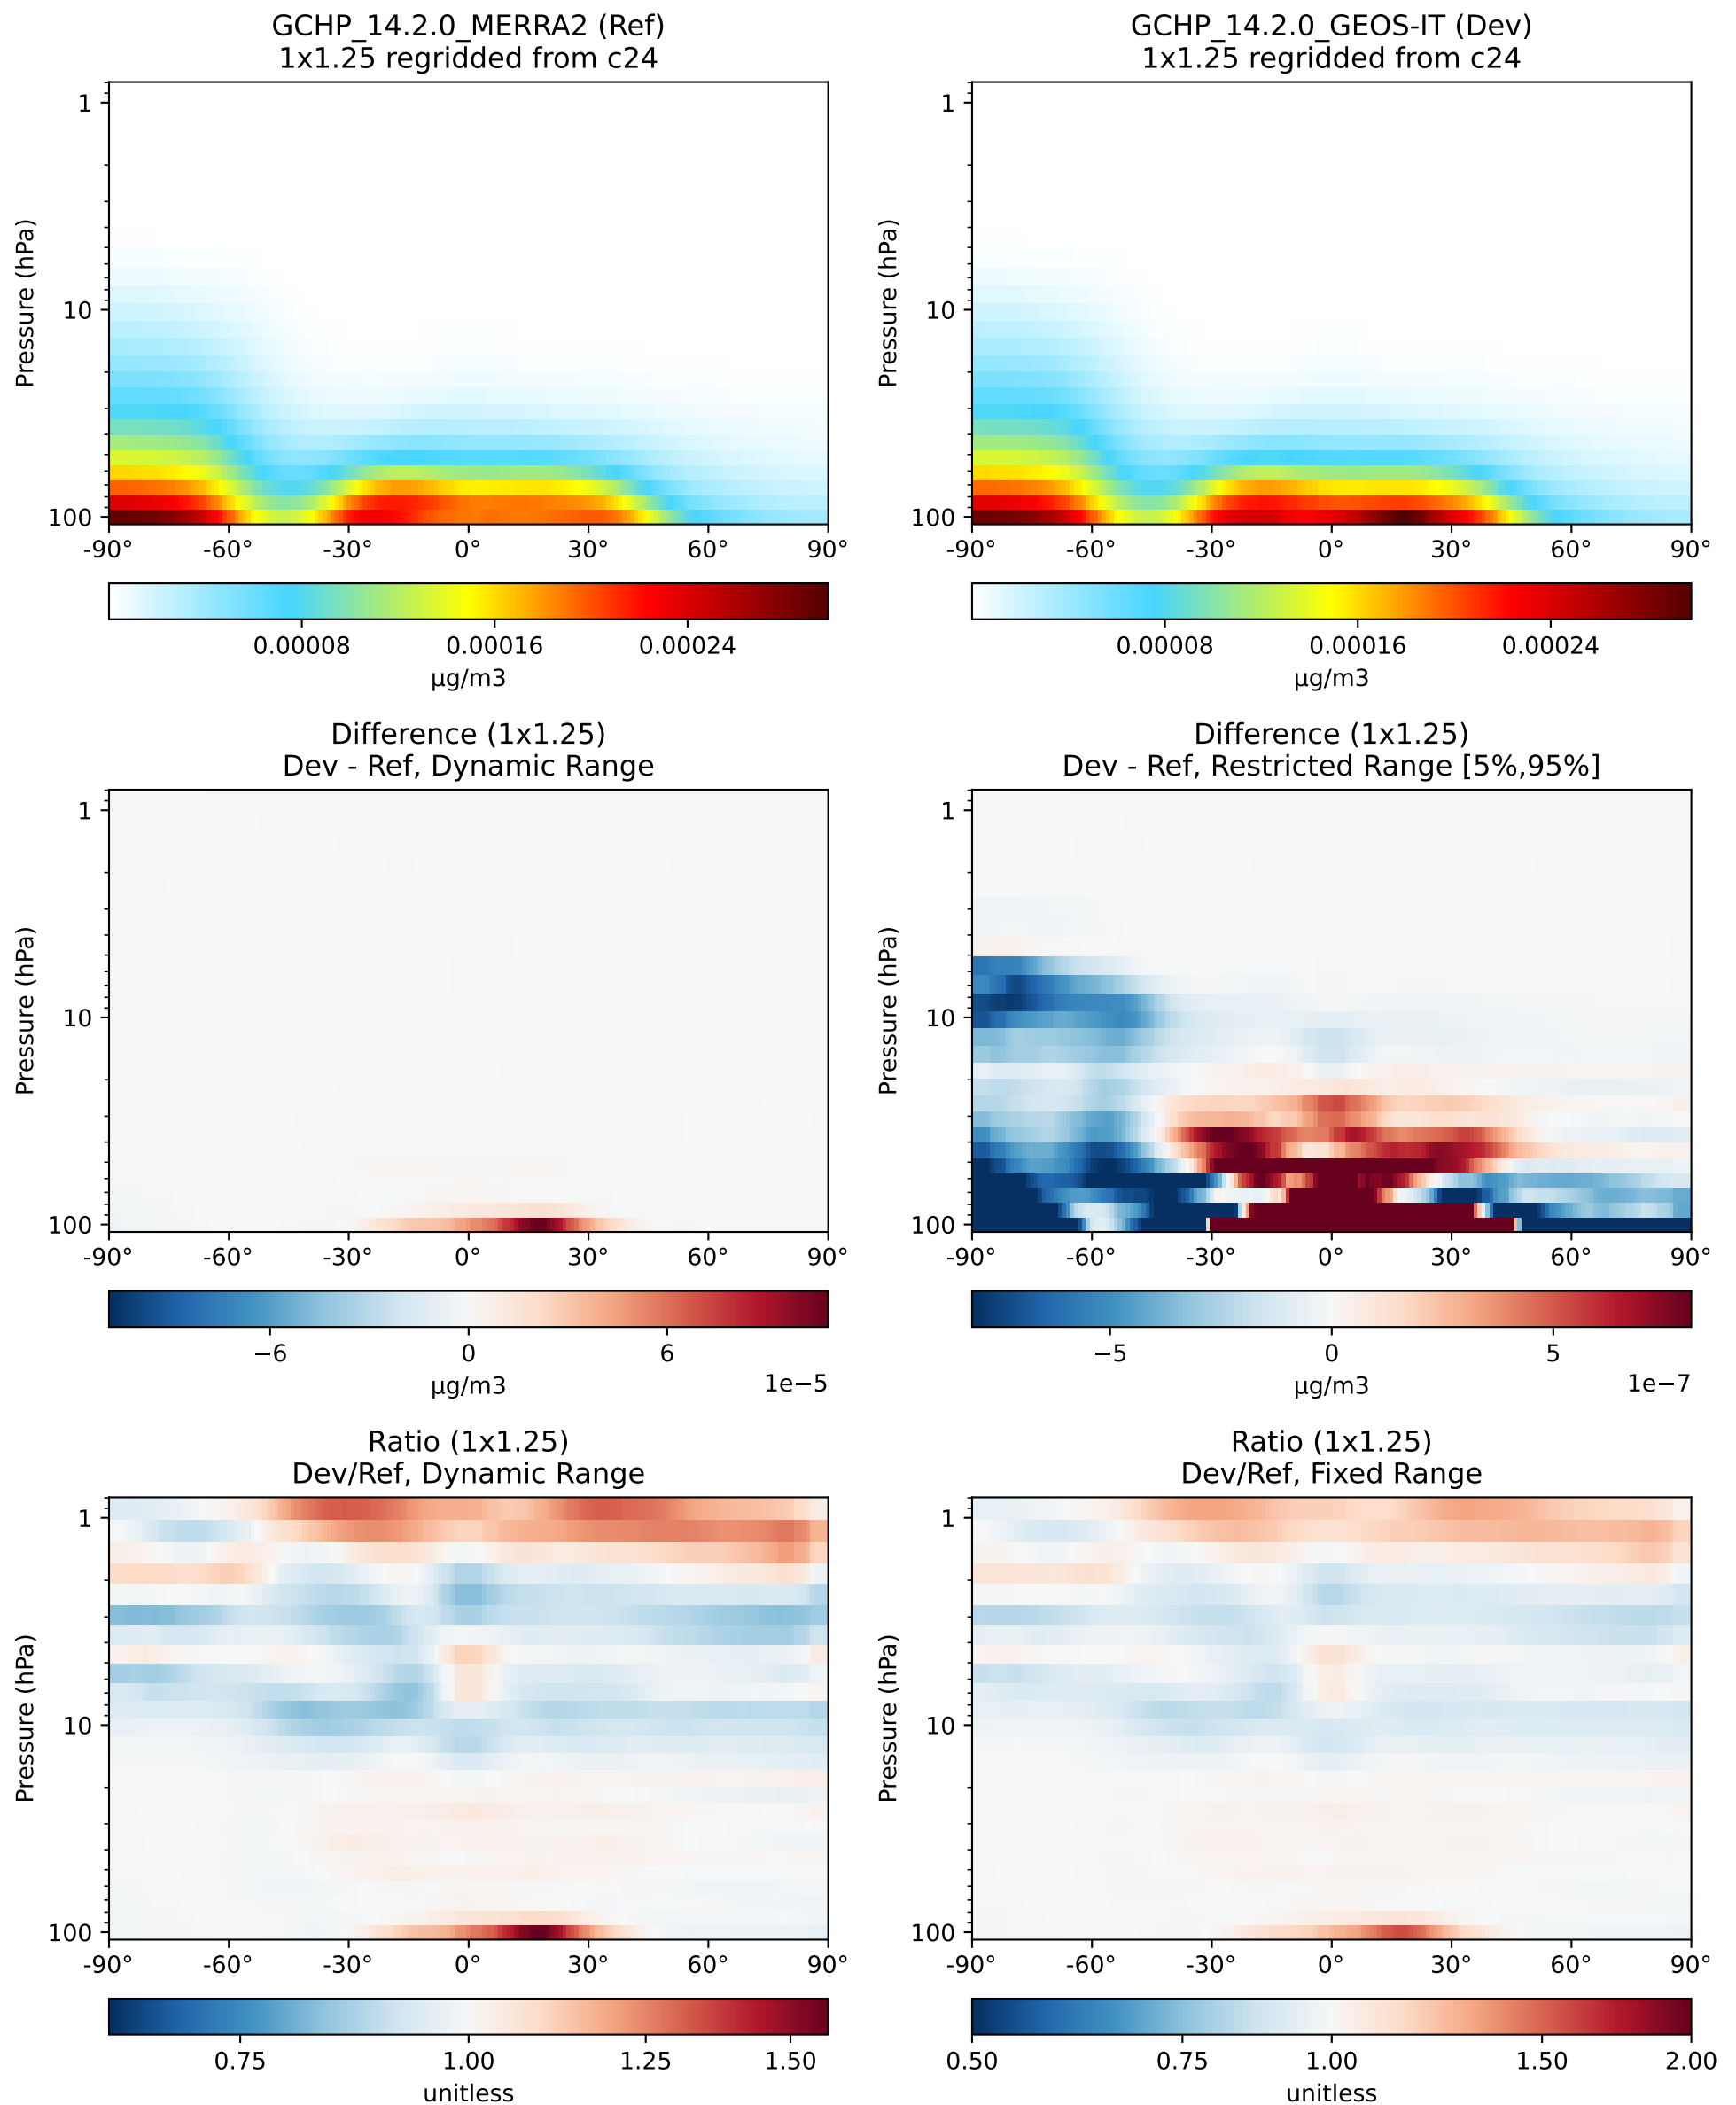 GCHP_14.2.0_MERRA2 (Ref)
1x1.25 regridded from c24
Pressure (hPa)
1
10
100
-90° -60° -30° 0° 30° 60° 90°
0.00008 0.00016 0.00024
µg/m3
GCHP_14.2.0_GEOS-IT (Dev)
1x1.25 regridded from c24
Pressure (hPa)
1
10
100
-90° -60° -30° 0° 30° 60° 90°
0.00008 0.00016 0.00024
µg/m3
Difference (1x1.25)
Dev - Ref, Dynamic Range
Pressure (hPa)
1
10
100
-90° -60° -30° 0° 30° 60° 90°
−6 0 6
µg/m3
1e−5
Difference (1x1.25)
Dev - Ref, Restricted Range [5%,95%]
Pressure (hPa)
1
10
100
-90° -60° -30° 0° 30° 60° 90°
−5 0 5
µg/m3
1e−7
Ratio (1x1.25)
Dev/Ref, Dynamic Range
Pressure (hPa)
1
10
100
-90° -60° -30° 0° 30° 60° 90°
0.75 1.00 1.25 1.50
unitless
Ratio (1x1.25)
Dev/Ref, Fixed Range
Pressure (hPa)
1
10
100
-90° -60° -30° 0° 30° 60° 90°
0.50 0.75 1.00 1.50 2.00
unitless